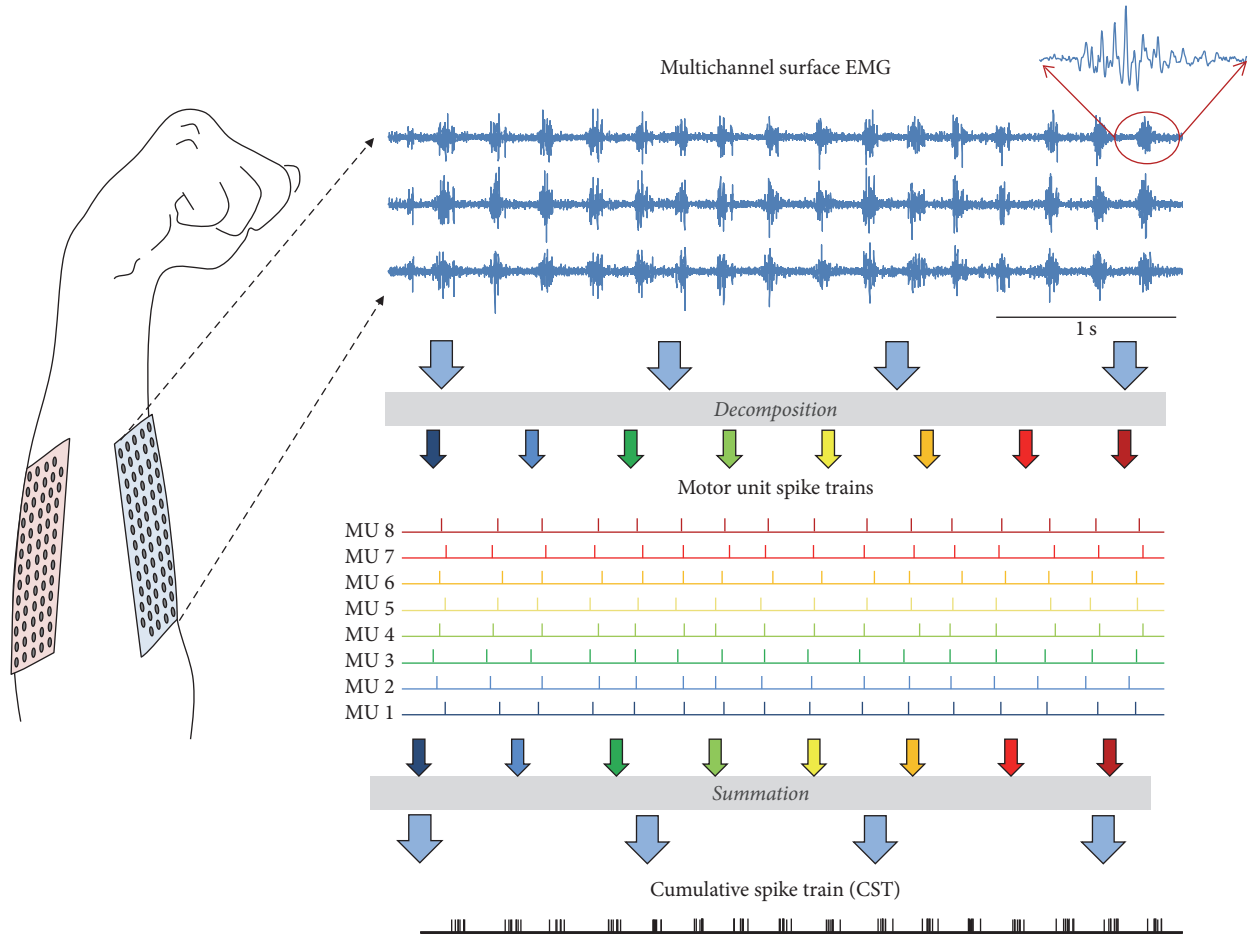 Multichannel surface EMG
1 s
Decomposition
Motor unit spike trains
MU 8
MU 7
MU 6
MU 5
MU 4
MU 3
MU 2
MU 1
Summation
Cumulative spike train (CST)